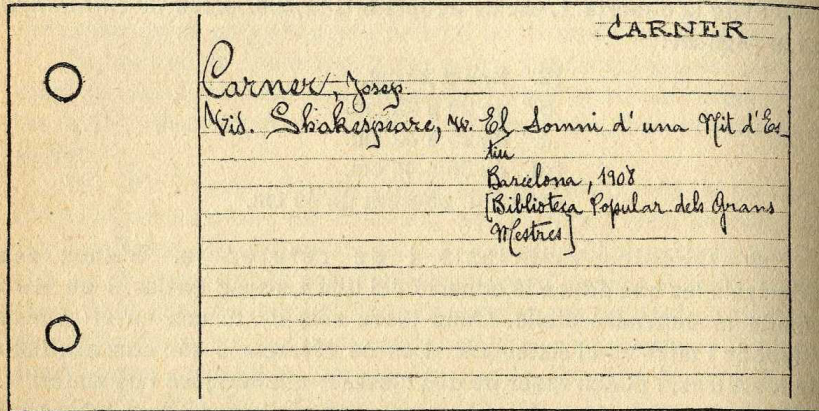 CARNER
Carner, Josep.
Vid. Shakespeare, W. El Somni d'una Nit d'Es-
tiu
Barcelona, 1908
[Biblioteca Popular dels Grans
Mestres]